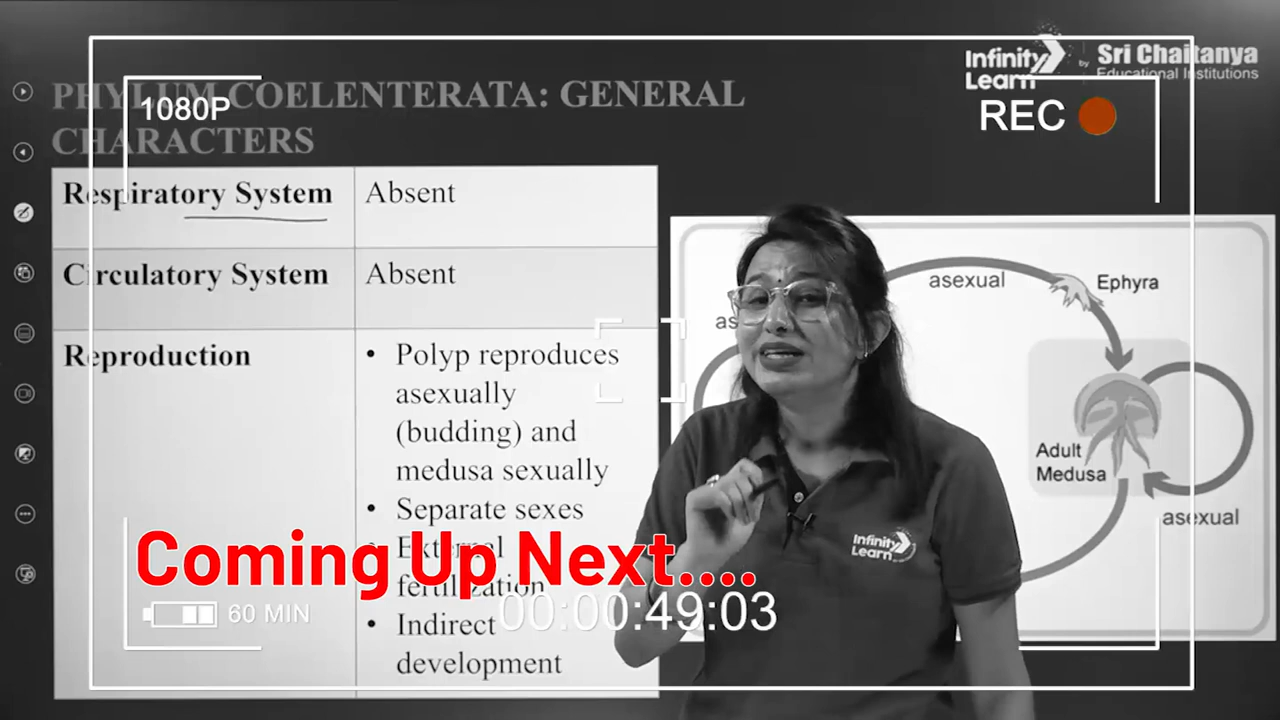 Infinity
Learn
by
Sri Chaitanya
Educational Institutions
PHYLUM COELENTERATA: GENERAL
CHARACTERS
1080P
REC
Respiratory System
Absent
Circulatory System
Absent
Reproduction
• Polyp reproduces
asexually
(budding) and
medusa sexually
• Separate sexes
• External
fertilization
• Indirect
development
as
asexual
Ephyra
Adult
Medusa
asexual
Infinity
Learn
Coming Up Next....
60 MIN
00:00:49:03